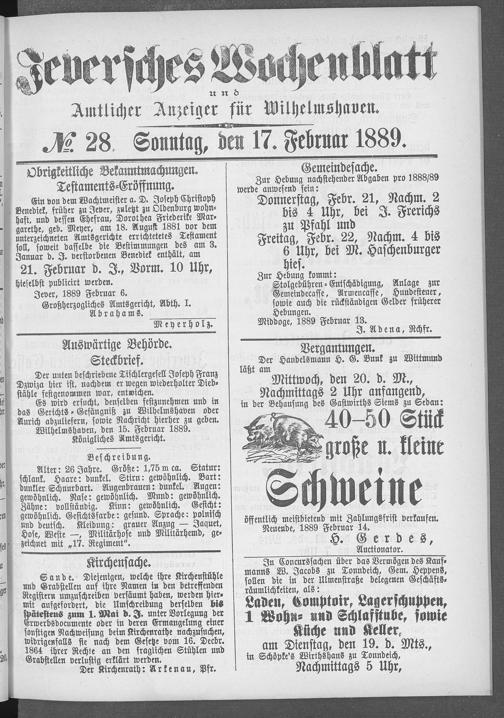 Jeversches Wochenblatt
und
Amtlicher Anzeiger für Wilhelmshaven.
No. 28. Sonntag, den 17. Februar 1889.
Obrigkeitliche Bekanntmachungen.
Testaments-Eröffnung.
Ein von dem Wachtmeister a. D. Joseph Christoph
Benedick, früher zu Jever, zuletzt zu Oldenburg wohn-
haft, und dessen Ehefrau, Dorothea Friederike Mar-
garethe, geb. Meyer, am 18. August 1881 vor dem
unterzeichneten Amtsgerichte errichtetetes Testament
soll, soweit dasselbe die Bestimmungen des am 3.
Januar d. J. verstorbenen Benedick enthält, am
21. Februar d. J., Vorm. 10 Uhr,
hieselbst publicirt werden.
Jever, 1889 Februar 6.
Großherzogliches Amtsgericht, Abth. I.
Abrahams.
Meyerholz.
Auswärtige Behörde.
Steckbrief.
Der unten beschriebene Tischlergesell Joseph Franz
Dzwiza hier ist, nachdem er wegen wiederholter Dieb-
stähle festgenommen war, entwichen.
Es wird ersucht, denselben festzunehmen und in
das Gerichts-Gefängniß zu Wilhelmshaven oder
Aurich abzuliefern, sowie Nachricht hierher zu geben.
Wilhelmshaven, den 15. Februar 1889.
Königliches Amtsgericht.
Beschreibung.
Alter: 26 Jahre. Größe: 1,75 m ca. Statur:
schlank. Haare: dunkel. Stirn: gewöhnlich. Bart:
dunkler Schnurbart. Augenbrauen: dunkel. Augen:
gewöhnlich. Nase: gewöhnlich. Mund: gewöhnlich.
Zähne: vollständig. Kinn: gewöhnlich. Gesicht:
gewöhnlich. Gesichtsfarbe: gesund. Sprache: polnisch
und deutsch. Kleidung: grauer Anzug — Jaquet,
Hose, Weste —, Militärhose und Militärhemd, ge-
zeichnet mit „17. Regiment“.
Kirchensache.
Sande. Diejenigen, welche ihre Kirchenstühle
und Grabstellen auf ihre Namen in den betreffenden
Registern umzuschreiben versäumt haben, werden hier-
mit aufgefordert, die Umschreibung derselben bis
spätestens zum 1. Mai d. J. unter Vorlegung der
Erwerbsdocumente oder in deren Ermangelung einer
sonstigen Nachweisung beim Kirchenrathe nachzusuchen,
widrigenfalls sie nach dem Gesetze vom 16. Decbr.
1864 ihrer Rechte an den fraglichen Stühlen und
Grabstellen verlustig erklärt werden.
Der Kirchenrath: Arkenau, Pfr.
Gemeindesache.
Zur Hebung nachstehender Abgaben pro 1888/89
werde anwesend sein:
Donnerstag, Febr. 21, Nachm. 2
bis 4 Uhr, bei J. Frerichs
zu Pfahl und
Freitag, Febr. 22, Nachm. 4 bis
6 Uhr, bei M. Haschenburger
hies.
Zur Hebung kommt:
Stolgebühren-Entschädigung, Anlage zur
Gemeindecasse, Armencasse, Hundesteuer,
sowie auch die rückständigen Gelder früherer
Hebungen.
Middoge, 1889 Februar 13.
J. Adena, Rchfr.
Vergantungen.
Der Handelsmann H. G. Bunk zu Wittmund
läßt am
Mittwoch, den 20. d. M.,
Nachmittags 2 Uhr anfangend,
in der Behausung des Gastwirths Siems zu Sedan:
40–50 Stück
große u. kleine
Schweine
öffentlich meistbietend mit Zahlungsfrist verkaufen.
Neuende, 1889 Februar 14.
H. Gerdes,
Auctionator.
In Concurssachen über das Vermögen des Kauf-
manns W. Jacobs zu Tonndeich, Gem. Heppens,
sollen die in der Ulmenstraße belegenen Geschäfts-
räumlichkeiten, als:
Laden, Comptoir, Lagerschuppen,
1 Wohn- und Schlafstube, sowie
Küche und Keller,
am Dienstag, den 19. d. Mts.,
in Schöpke's Wirthshaus zu Tonndeich,
Nachmittags 5 Uhr,